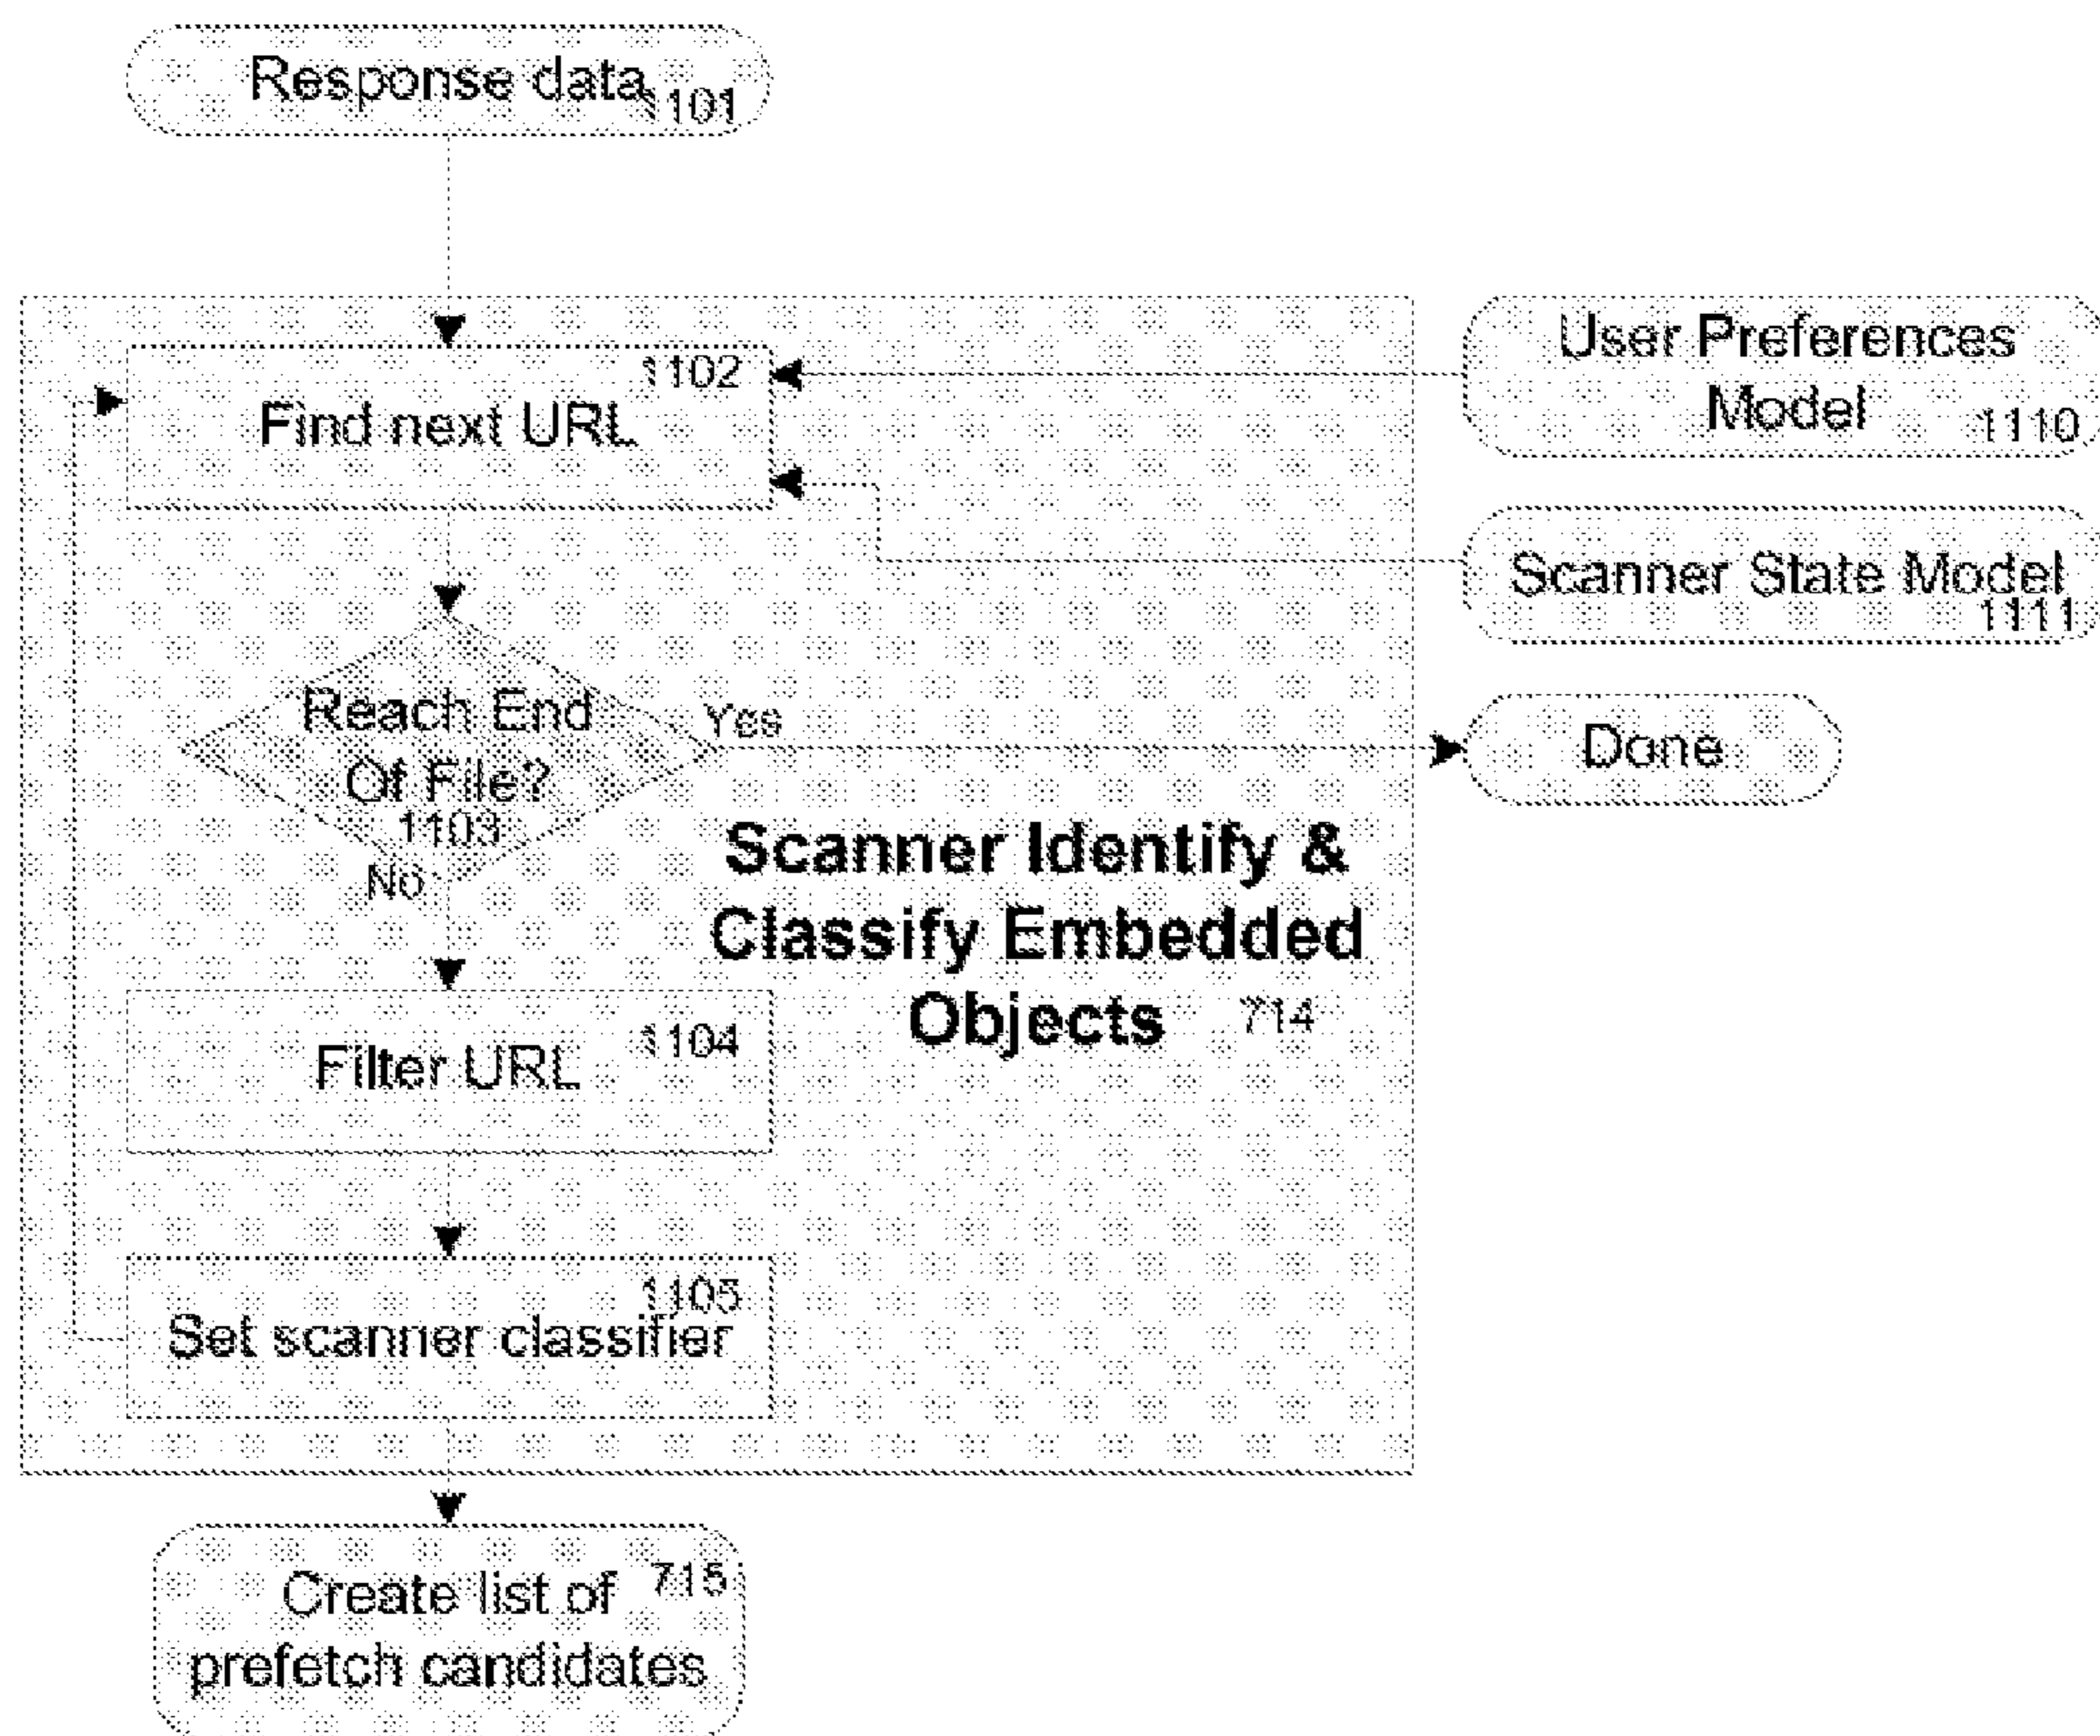 Response data
1101
User Preferences
Model 1110
1102
Find next URL
Scanner State Model
1111
Reach End
Of File?
1103
Yes
No
Done
Scanner Identify &
Classify Embedded
Objects 714
1104
Filter URL
1105
Set scanner classifier
Create list of 715
prefetch candidates